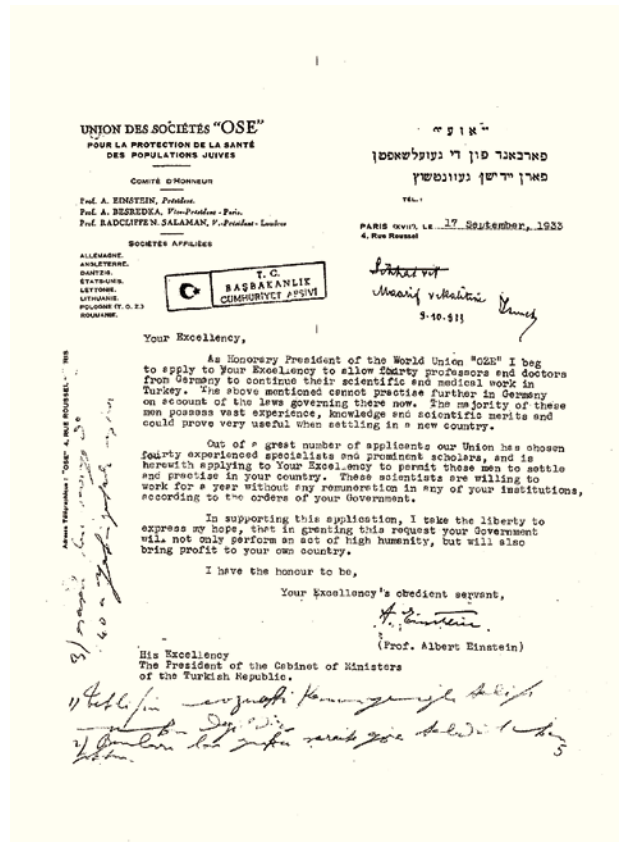 UNION DES SOCIÉTÉS "OSE"
POUR LA PROTECTION DE LA SANTÉ
DES POPULATIONS JUIVES
COMITÉ D'HONNEUR
Prof. A. EINSTEIN, Président.
Prof. A. BESREDKA, Vice-Président - Paris.
Prof. RADCLIFFE N. SALAMAN, V.-Président - Londres
SOCIÉTÉS AFFILIÉES
ALLEMAGNE.
ANGLETERRE.
DANTZIG.
ÉTATS-UNIS.
LETTONIE.
LITHUANIE.
POLOGNE (T. O. Z.)
ROUMANIE.
"אזע"
פארבאנד פון די געזעלשאפטן
פארן יידישן געזונטשוץ
TÉL.:
PARIS (XVIIᵉ), LE 17 September, 1933
4, Rue Roussel
T. C.
BAŞBAKANLIK
CUMHURİYET ARŞİVİ
Maarif Vekaletine
9.10.933
Your Excellency,
As Honorary President of the World Union "OZE" I beg
to apply to Your Excellency to allow fourty professors and doctors
from Germany to continue their scientific and medical work in
Turkey. The above mentioned cannot practise further in Germany
on account of the laws governing there now. The majority of these
men possess vast experience, knowledge and scientific merits and
could prove very useful when settling in a new country.
Out of a great number of applicants our Union has chosen
fourty experienced specialists and prominent scholars, and is
herewith applying to Your Excellency to permit these men to settle
and practise in your country. These scientists are willing to
work for a year without any remuneration in any of your institutions,
according to the orders of your Government.
In supporting this application, I take the liberty to
express my hope, that in granting this request your Government
will not only perform an act of high humanity, but will also
bring profit to your own country.
I have the honour to be,
Your Excellency's obedient servant,
A. Einstein.
(Prof. Albert Einstein)
His Excellency
The President of the Cabinet of Ministers
of the Turkish Republic.
Adresse Télégraphique : "OSE" 4, RUE ROUSSEL -